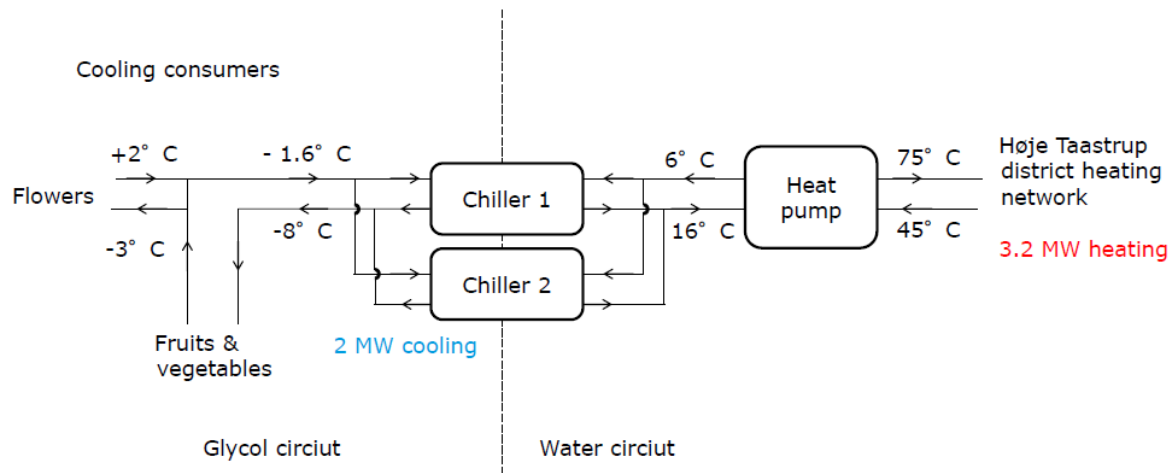 Cooling consumers
+2° C
- 1.6° C
6° C
75° C
Høje Taastrup
district heating
network
Flowers
Chiller 1
Heat
pump
-3° C
-8° C
16° C
45° C
3.2 MW heating
Chiller 2
Fruits &
vegetables
2 MW cooling
Glycol circiut
Water circiut